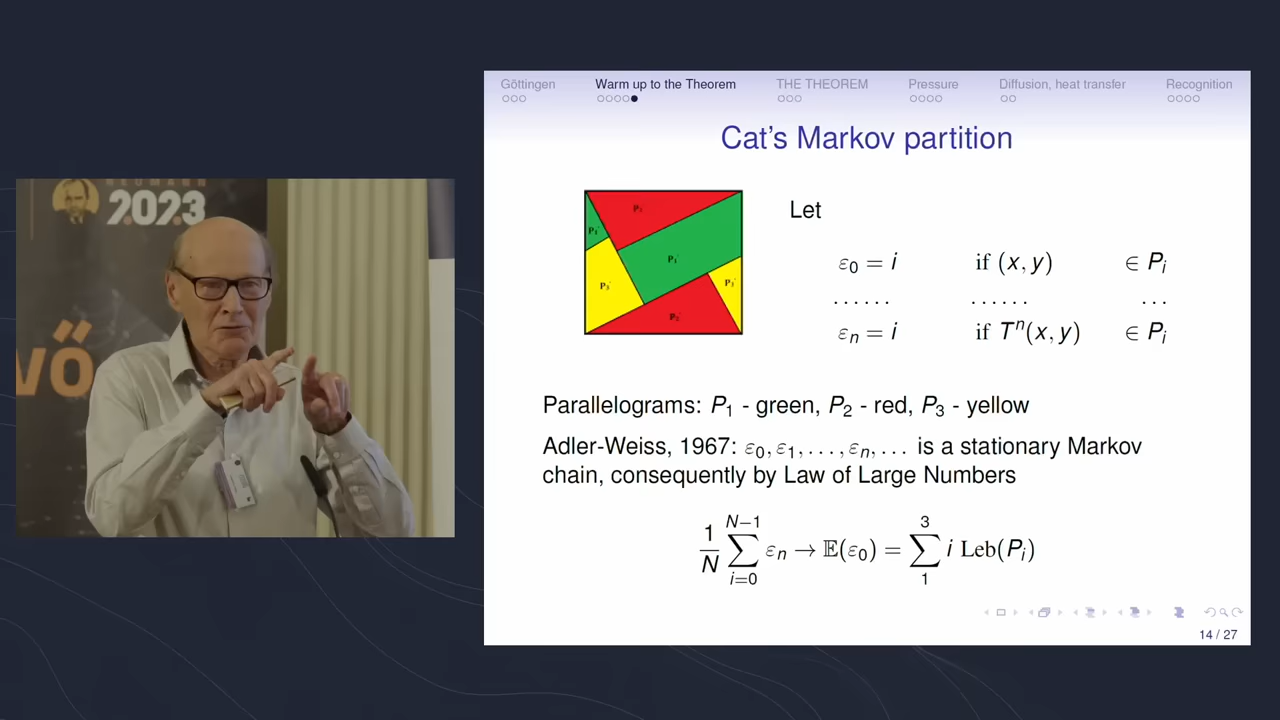 NEUMANN
2023
VŐ
Göttingen Warm up to the Theorem THE THEOREM Pressure Diffusion, heat transfer Recognition
Cat's Markov partition
P₂
P₁
P₁
P₃
P₃
P₂
Let
ε₀ = i if (x, y) ∈ Pᵢ
...... ...... ...
εₙ = i if Tⁿ(x, y) ∈ Pᵢ
Parallelograms: P₁ - green, P₂ - red, P₃ - yellow
Adler-Weiss, 1967: ε₀, ε₁, . . . , εₙ, . . . is a stationary Markov
chain, consequently by Law of Large Numbers
1/N ∑_{i=0}^{N−1} εₙ → 𝔼(ε₀) = ∑_{1}^{3} i Leb(Pᵢ)
14 / 27